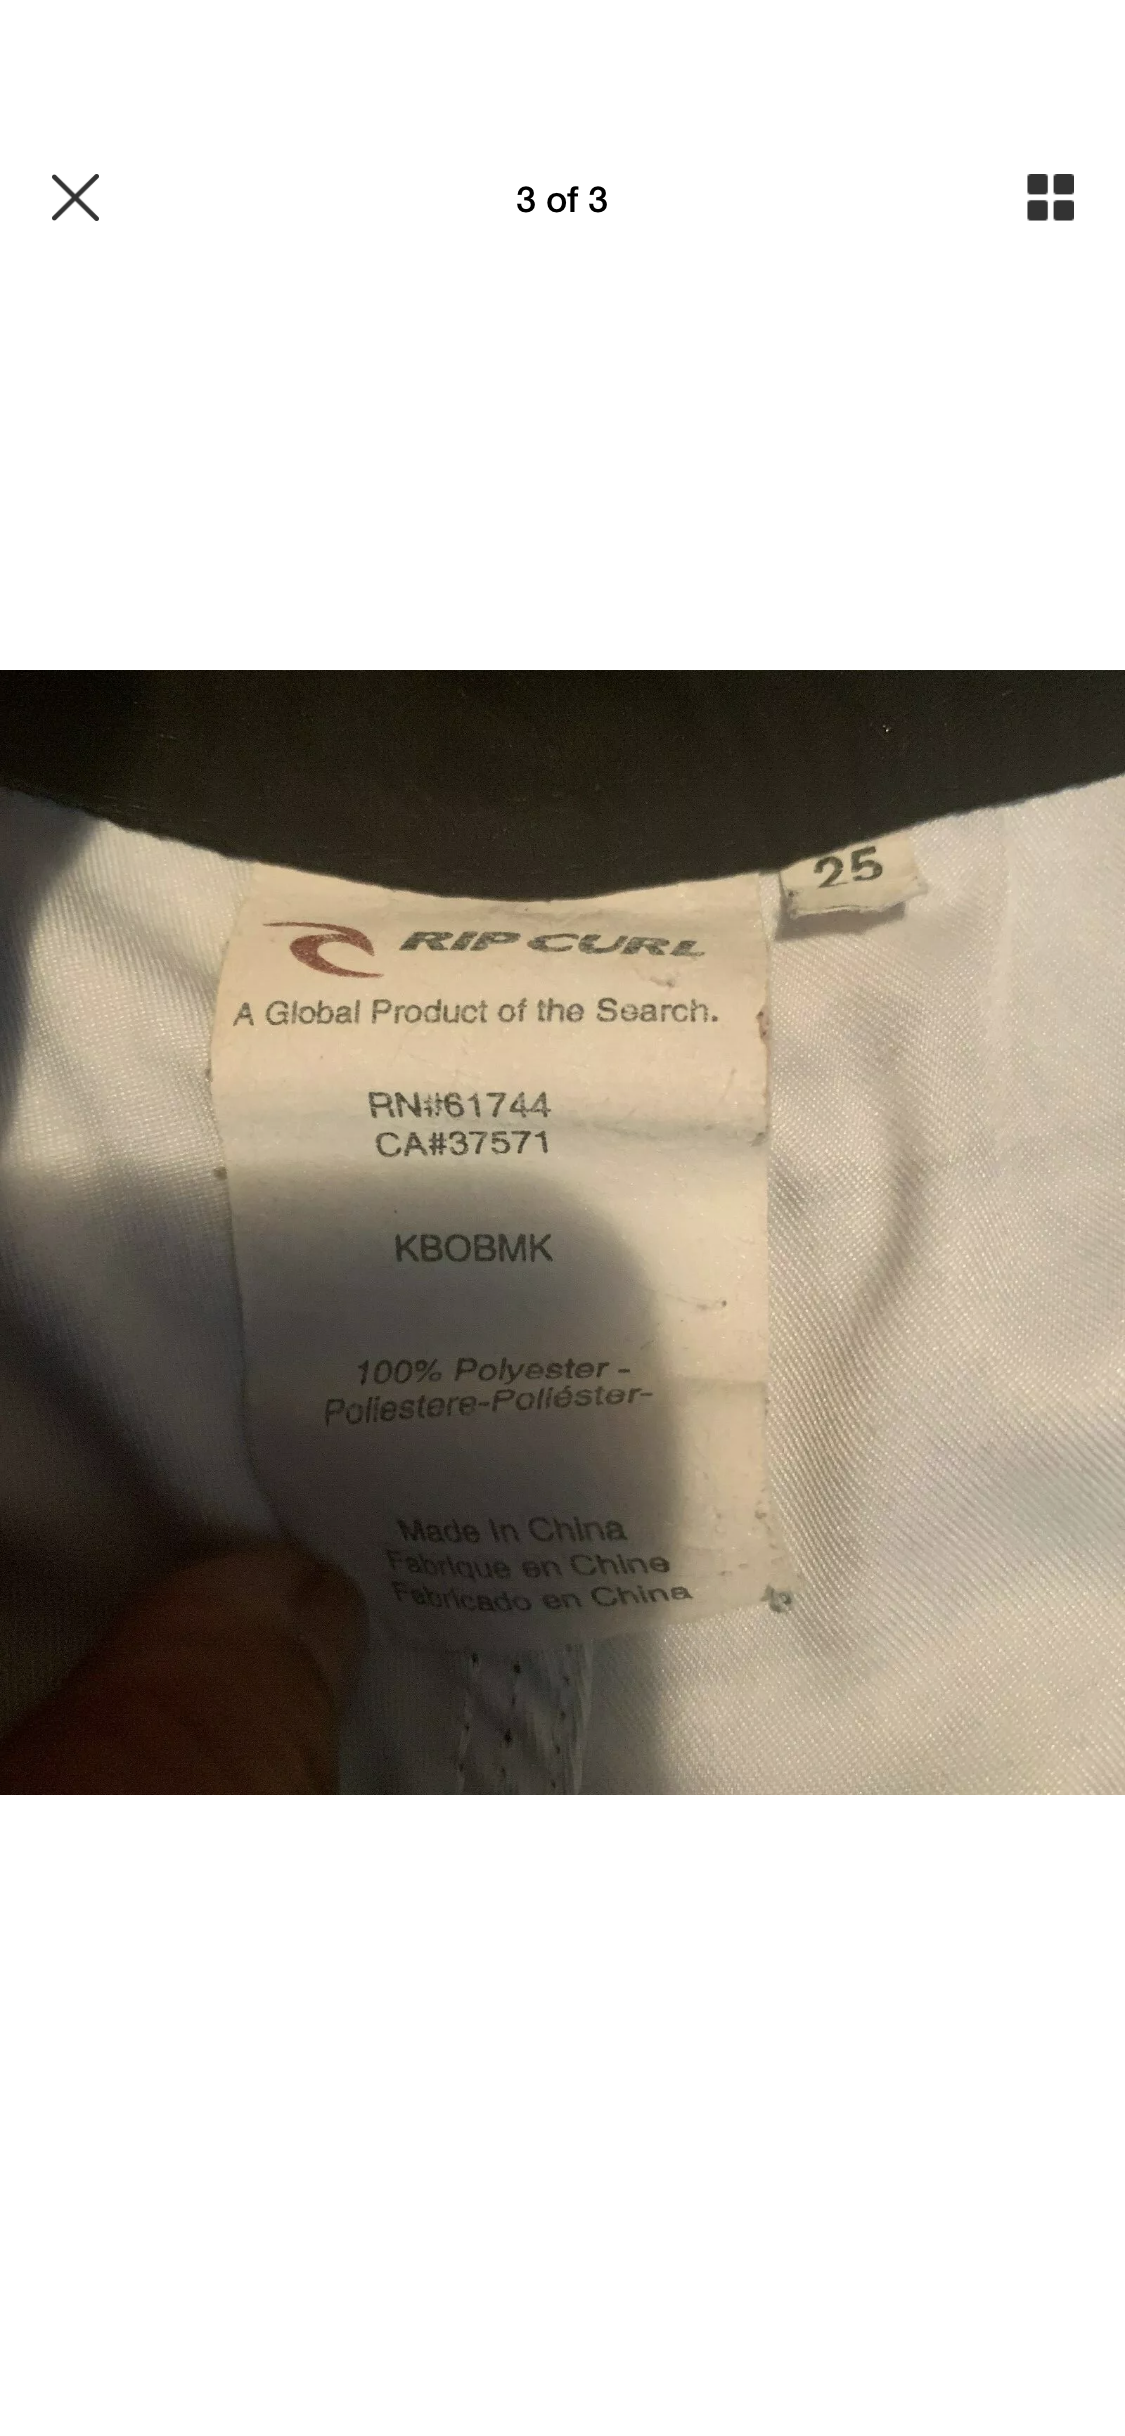 3 of 3
25
RIP CURL
A Global Product of the Search.
RN#61744
CA#37571
KBOBMK
100% Polyester -
Poliestere-Poliéster-
Made In China
Fabrique en Chine
Fabricado en China